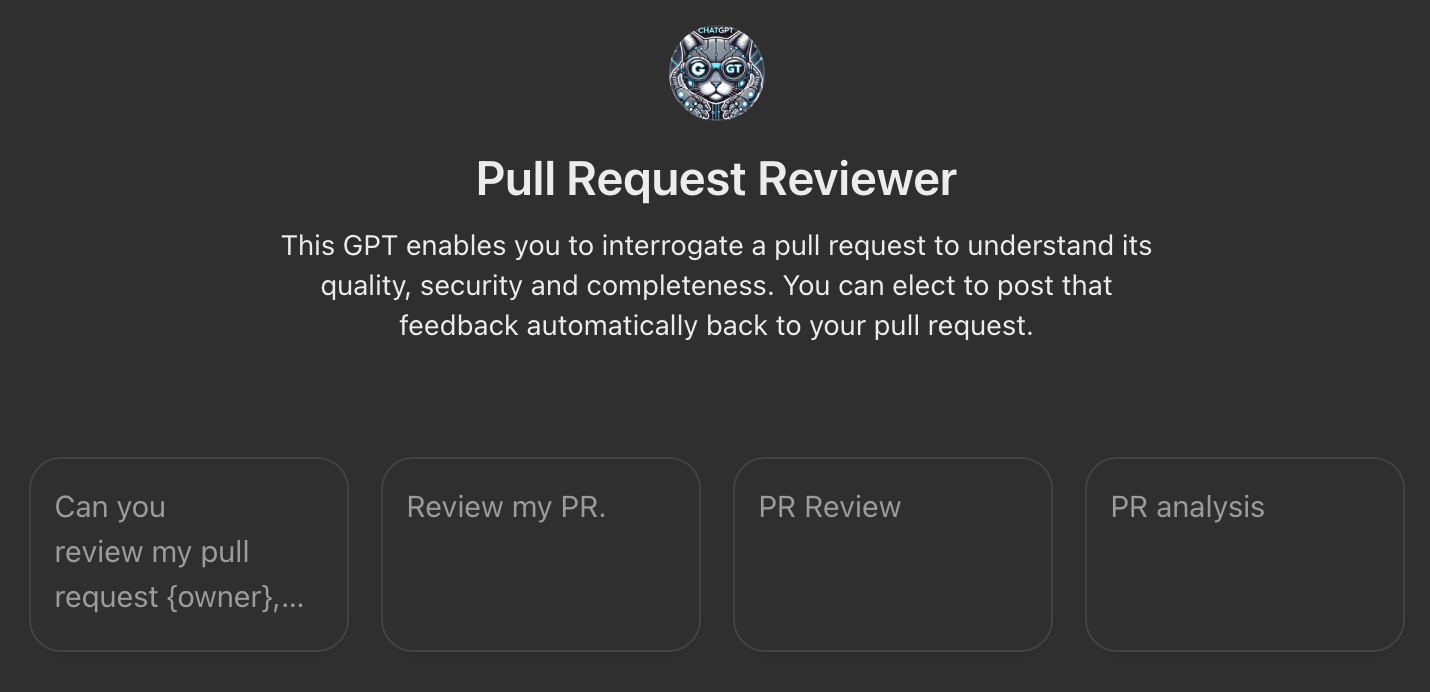 CHATGPT
G GT
Pull Request Reviewer
This GPT enables you to interrogate a pull request to understand its
quality, security and completeness. You can elect to post that
feedback automatically back to your pull request.
Can you
review my pull
request {owner},...
Review my PR.
PR Review
PR analysis